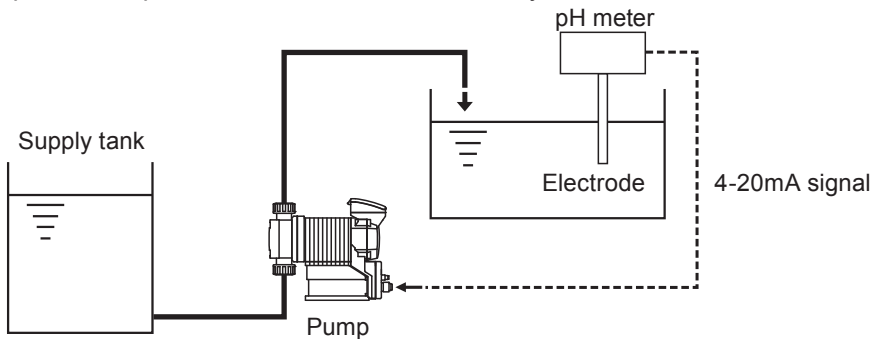 pH meter
Supply tank
Electrode
4-20mA signal
Pump